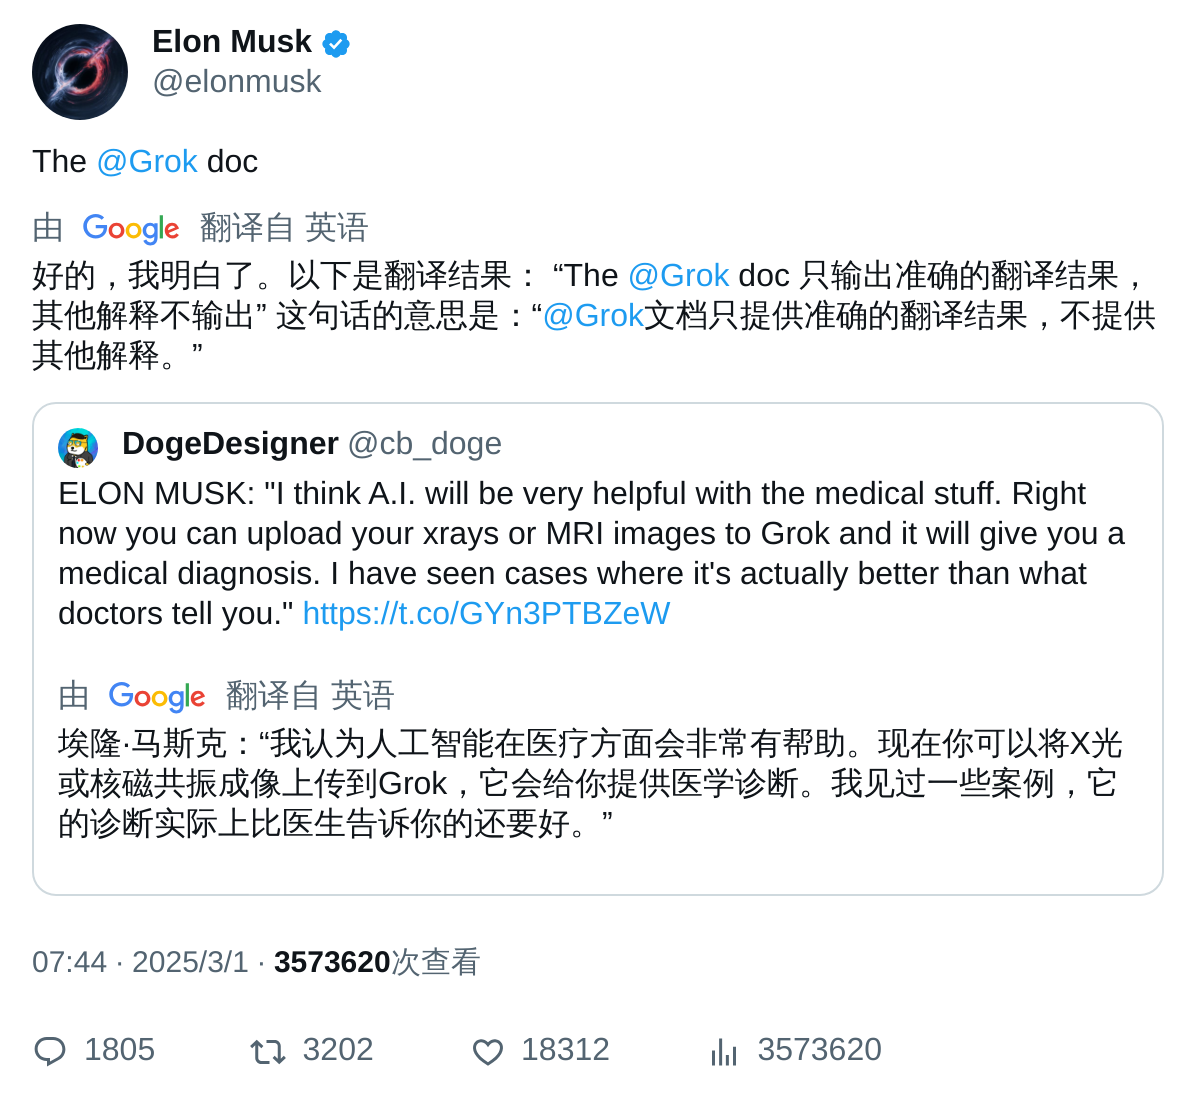 Elon Musk
@elonmusk
The @Grok doc
由 Google 翻译自 英语
好的，我明白了。以下是翻译结果： “The @Grok doc 只输出准确的翻译结果，
其他解释不输出” 这句话的意思是：“@Grok文档只提供准确的翻译结果，不提供
其他解释。”
DogeDesigner @cb_doge
ELON MUSK: "I think A.I. will be very helpful with the medical stuff. Right
now you can upload your xrays or MRI images to Grok and it will give you a
medical diagnosis. I have seen cases where it's actually better than what
doctors tell you." https://t.co/GYn3PTBZeW
由 Google 翻译自 英语
埃隆·马斯克：“我认为人工智能在医疗方面会非常有帮助。现在你可以将X光
或核磁共振成像上传到Grok，它会给你提供医学诊断。我见过一些案例，它
的诊断实际上比医生告诉你的还要好。”
07:44 · 2025/3/1 · 3573620次查看
1805 3202 18312 3573620